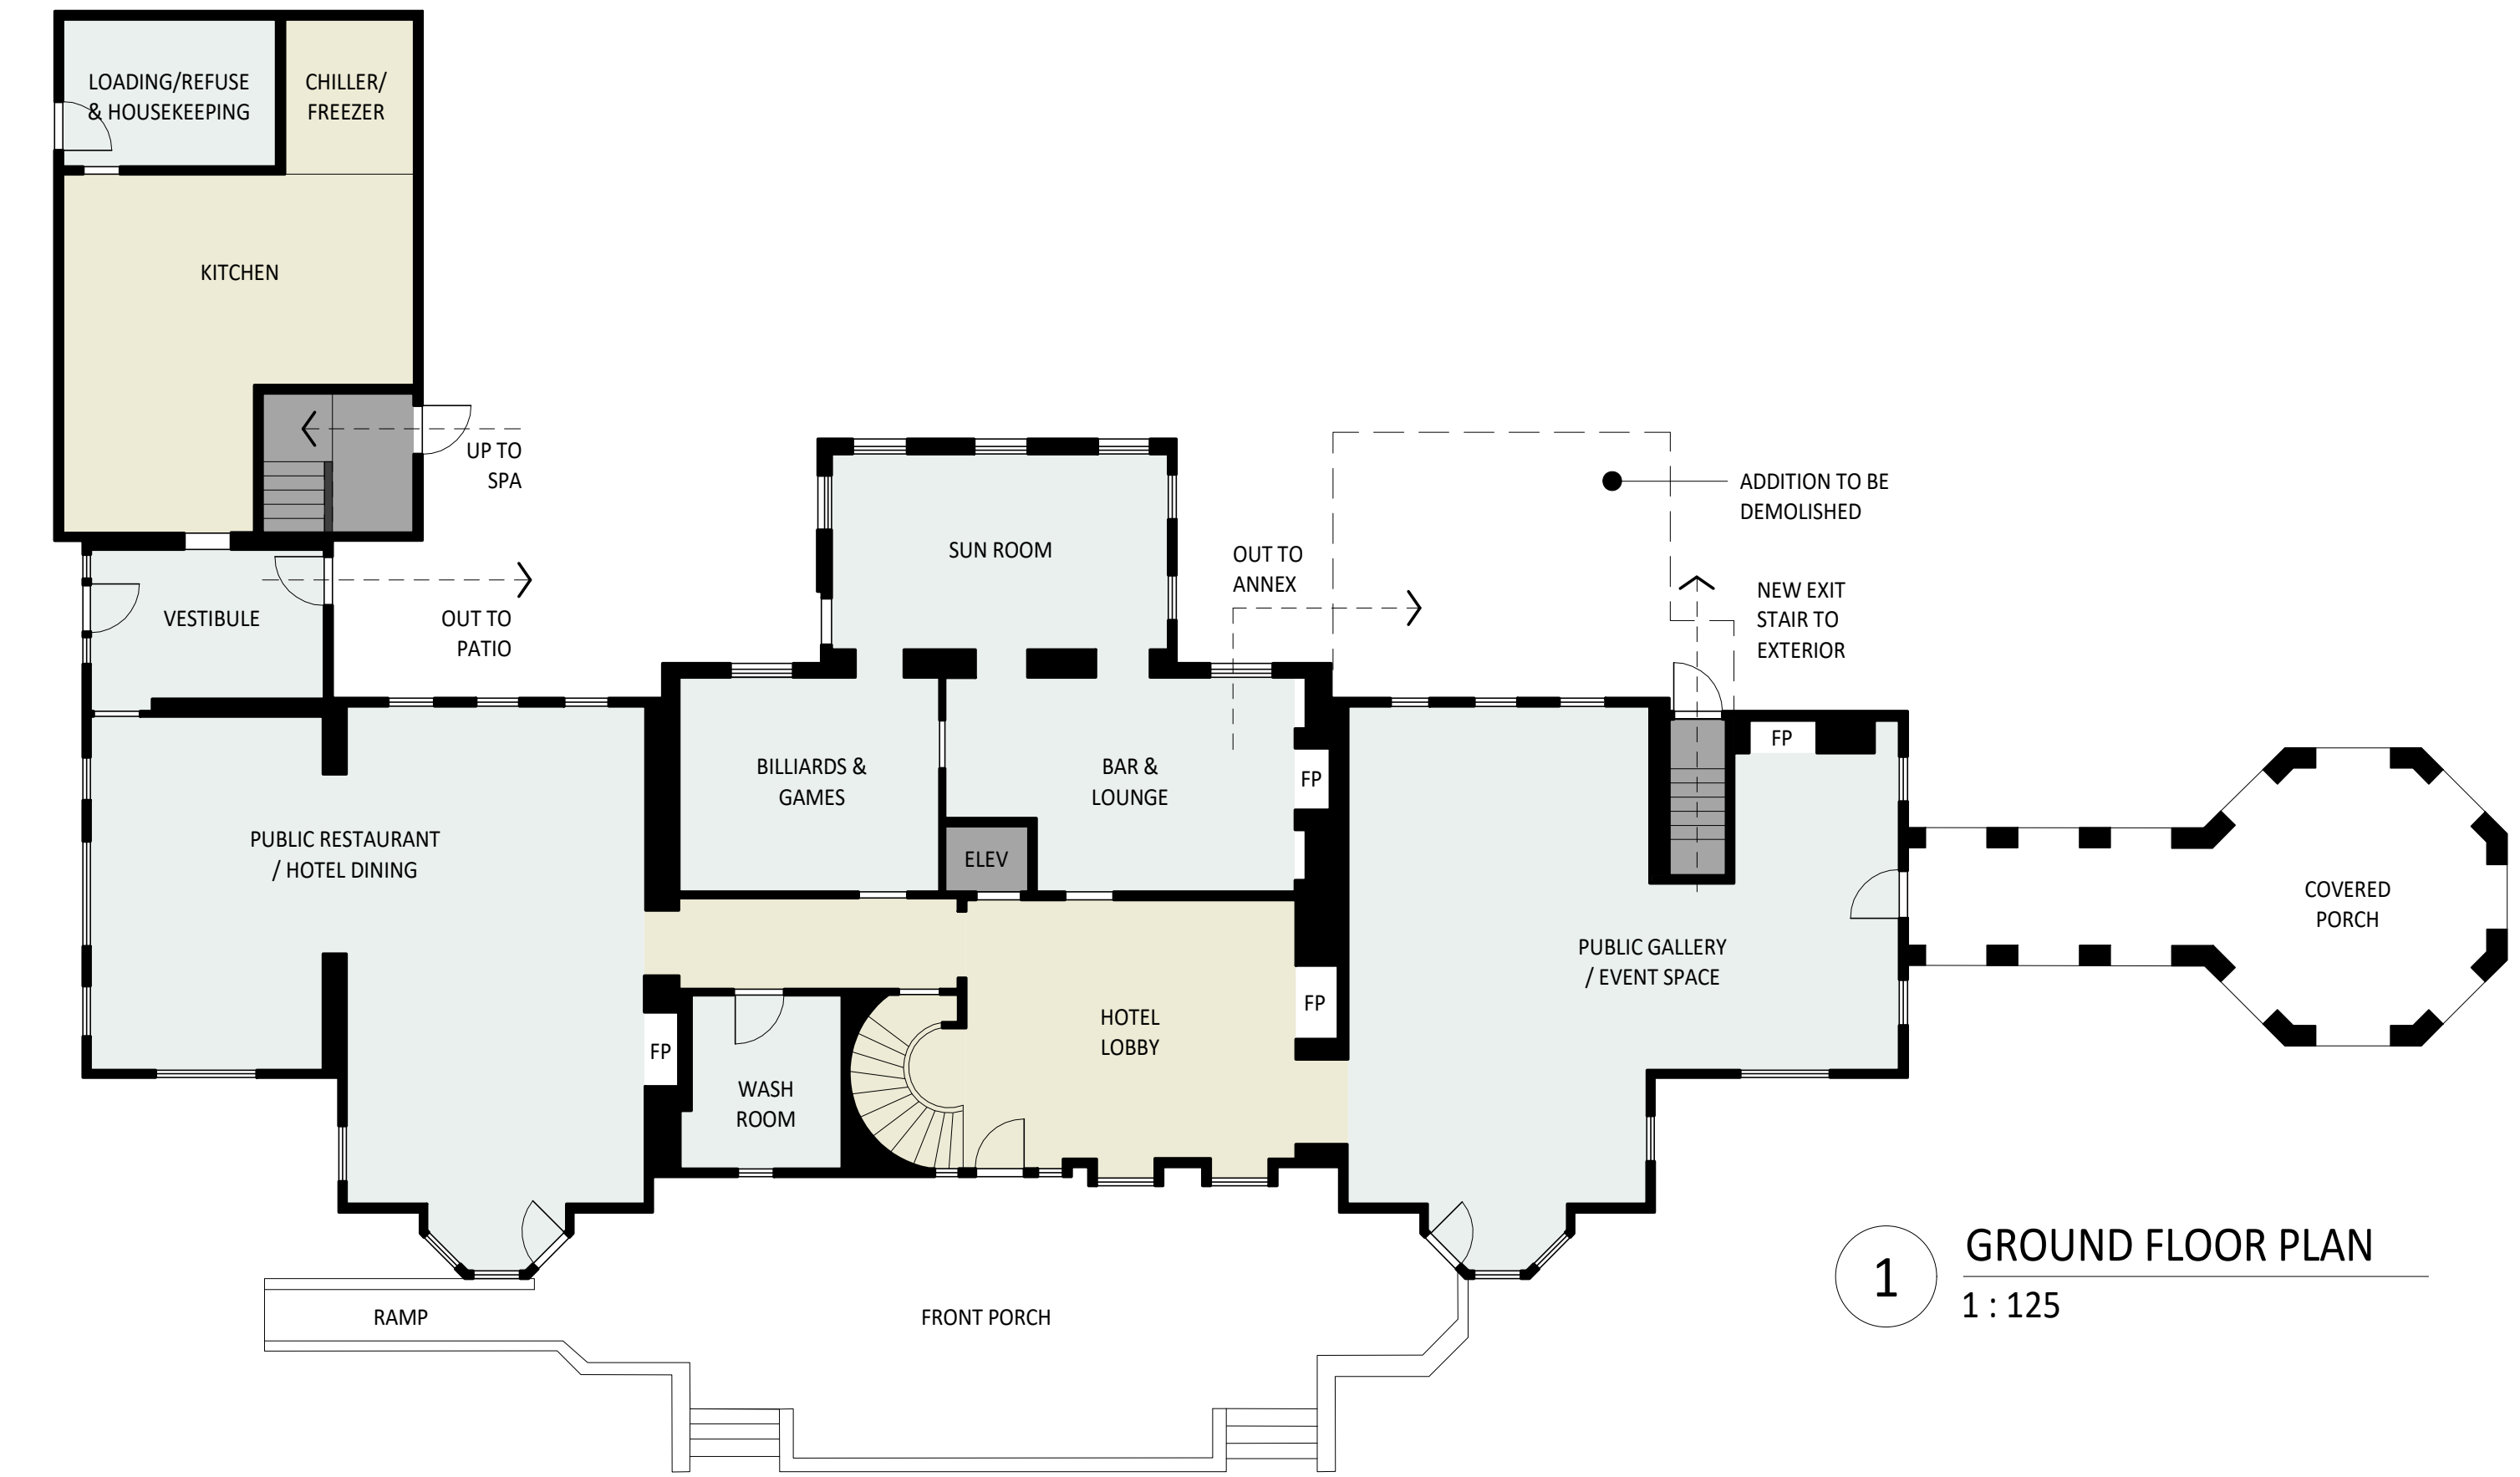 LOADING/REFUSE
& HOUSEKEEPING
CHILLER/
FREEZER
KITCHEN
UP TO
SPA
VESTIBULE
OUT TO
PATIO
SUN ROOM
OUT TO
ANNEX
ADDITION TO BE
DEMOLISHED
NEW EXIT
STAIR TO
EXTERIOR
BILLIARDS &
GAMES
BAR &
LOUNGE
FP
FP
ELEV
PUBLIC RESTAURANT
/ HOTEL DINING
COVERED
PORCH
PUBLIC GALLERY
/ EVENT SPACE
FP
HOTEL
LOBBY
FP
WASH
ROOM
RAMP
FRONT PORCH
1
GROUND FLOOR PLAN
1 : 125